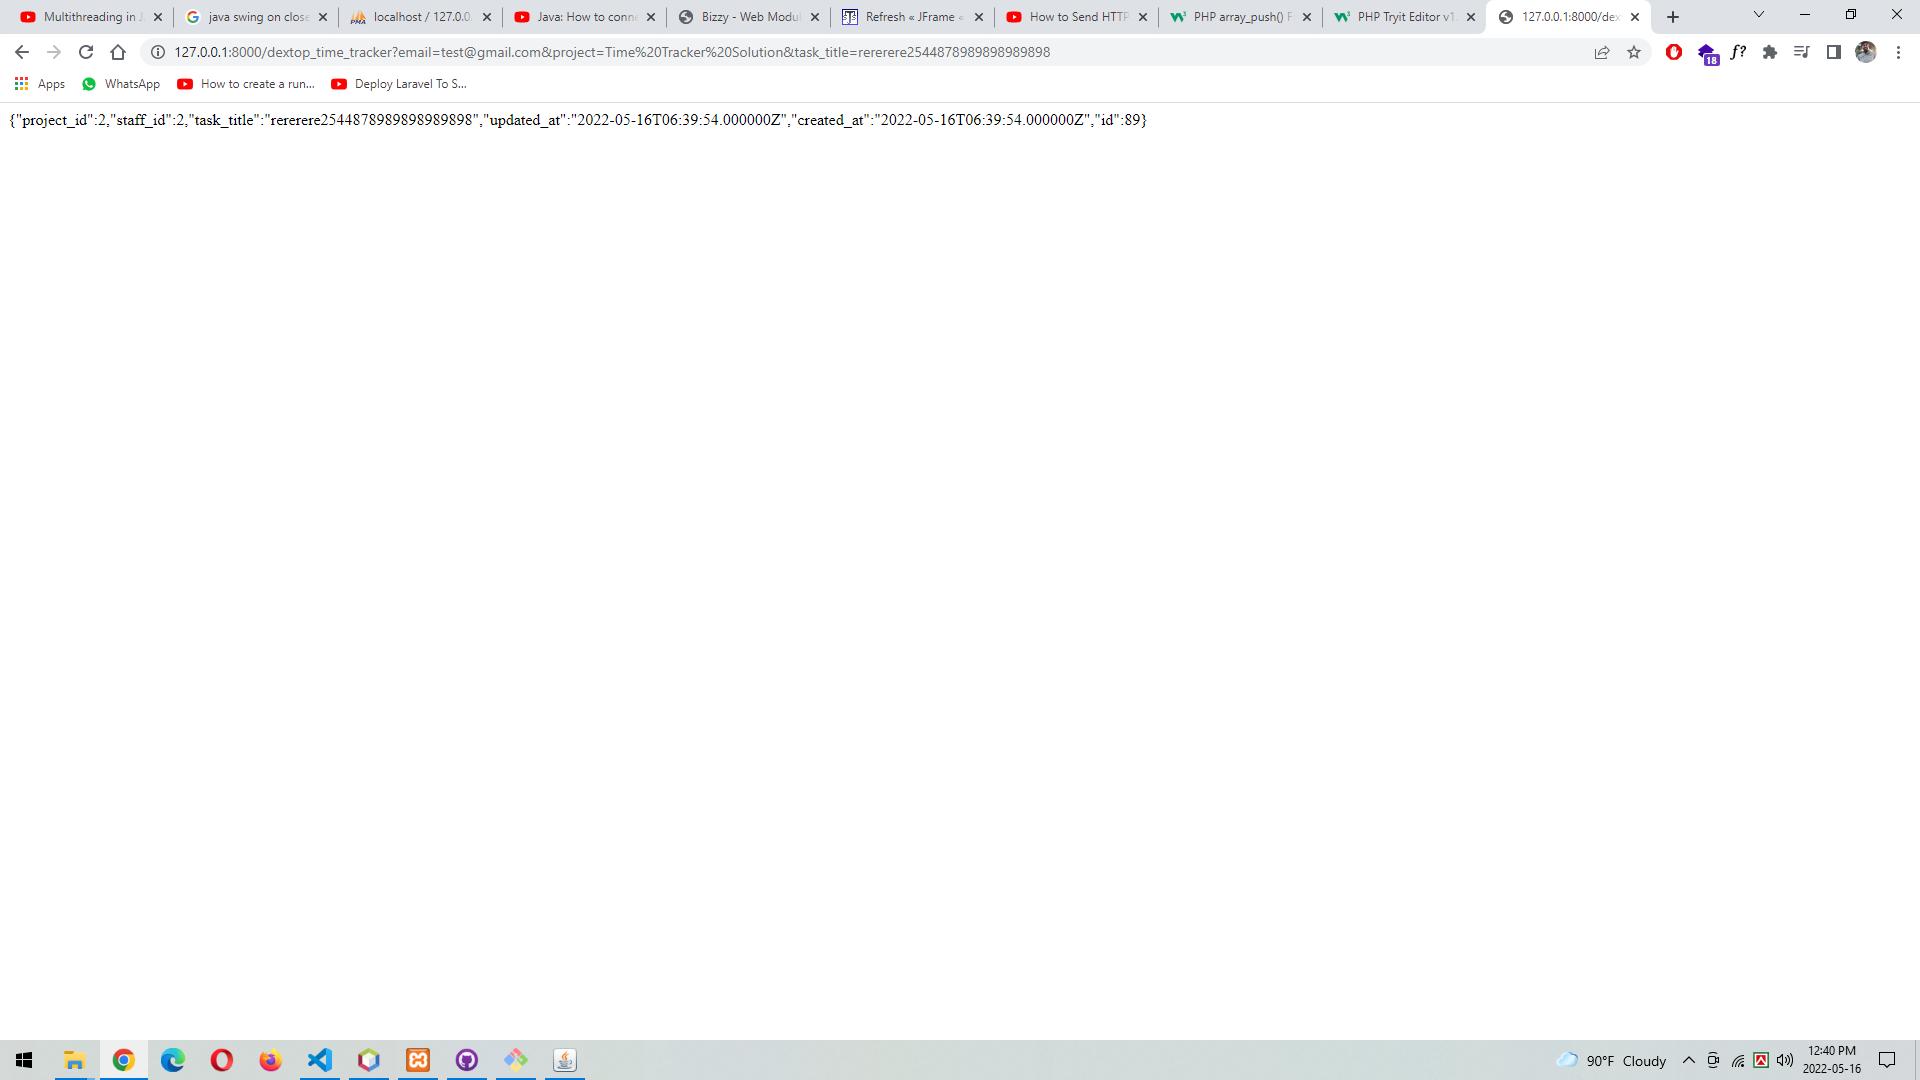 Multithreading in J
java swing on close
localhost / 127.0.0.
Java: How to conne
Bizzy - Web Modul
Refresh « JFrame «
How to Send HTTP
PHP array_push() F
PHP Tryit Editor v1.
127.0.0.1:8000/dex
127.0.0.1:8000/dextop_time_tracker?email=test@gmail.com&project=Time%20Tracker%20Solution&task_title=rererere2544878989898989898
18
f?
Apps
WhatsApp
How to create a run...
Deploy Laravel To S...
{"project_id":2,"staff_id":2,"task_title":"rererere2544878989898989898","updated_at":"2022-05-16T06:39:54.000000Z","created_at":"2022-05-16T06:39:54.000000Z","id":89}
90°F Cloudy
12:40 PM
2022-05-16